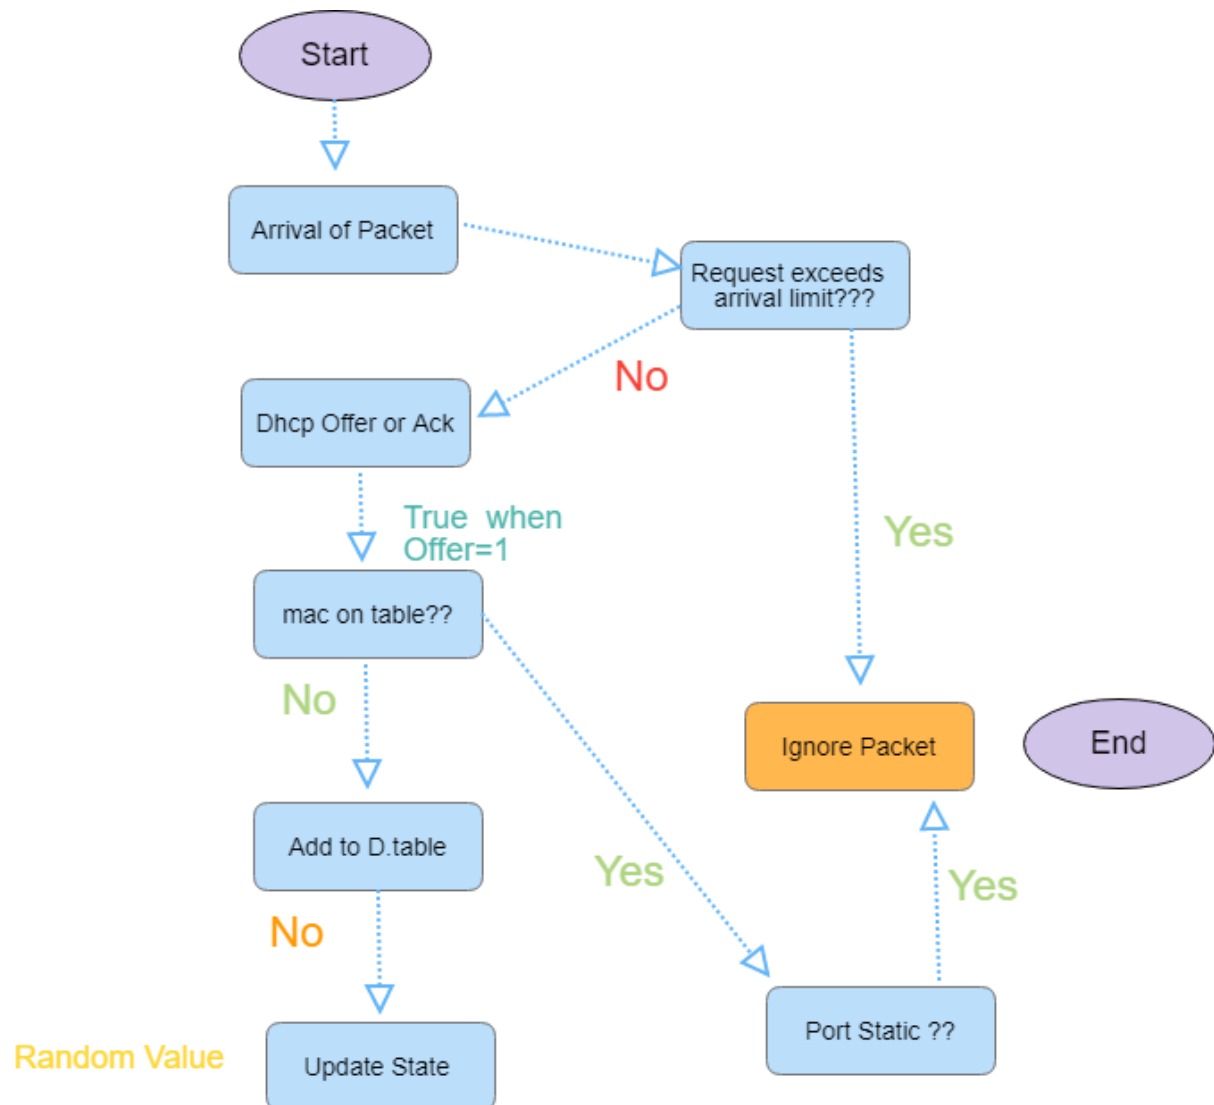 Start
Arrival of Packet
Request exceeds
arrival limit???
No
Dhcp Offer or Ack
True when
Offer=1
Yes
mac on table??
No
Ignore Packet
End
Add to D.table
Yes
Yes
No
Port Static ??
Random Value
Update State